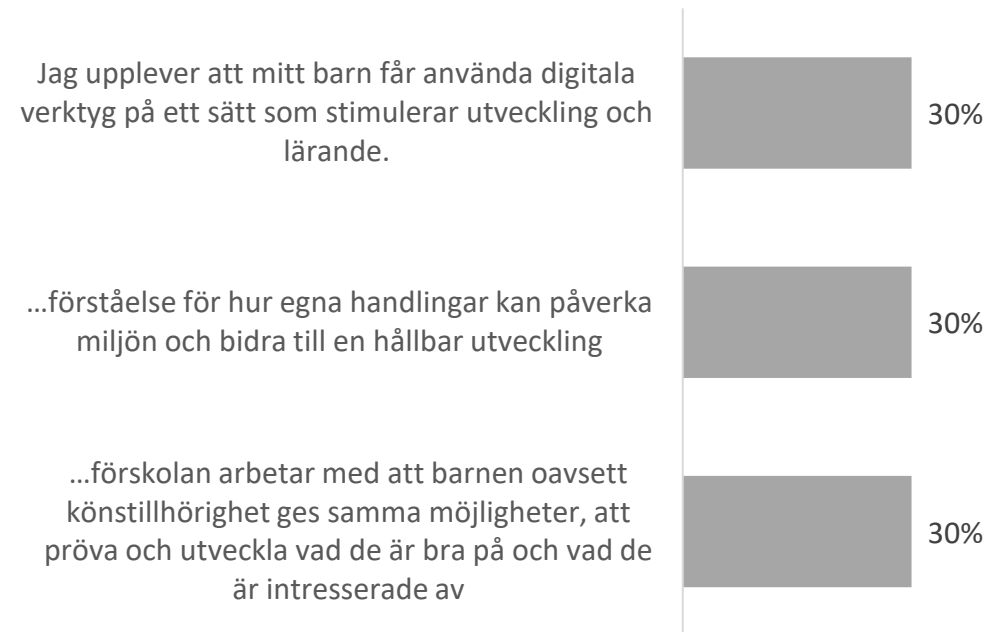 Jag upplever att mitt barn får använda digitala
verktyg på ett sätt som stimulerar utveckling och
lärande.
30%
…förståelse för hur egna handlingar kan påverka
miljön och bidra till en hållbar utveckling
30%
…förskolan arbetar med att barnen oavsett
könstillhörighet ges samma möjligheter, att
pröva och utveckla vad de är bra på och vad de
är intresserade av
30%